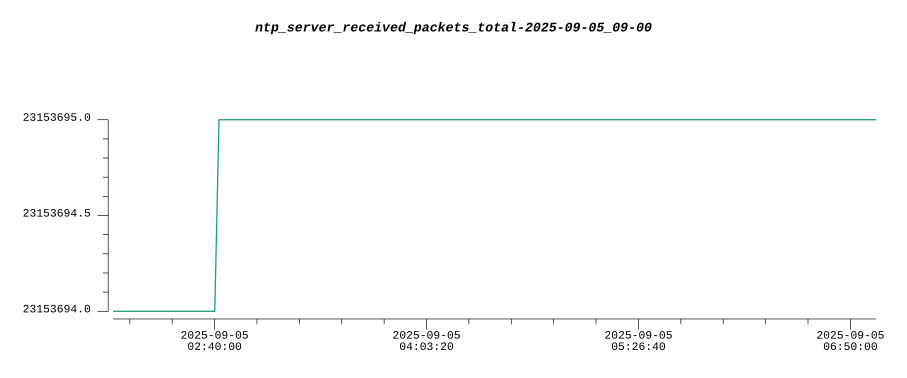 ntp_server_received_packets_total-2025-09-05_09-00
23153695.0
23153694.5
23153694.0
2025-09-05 2025-09-05 2025-09-05 2025-09-05
02:40:00 04:03:20 05:26:40 06:50:00